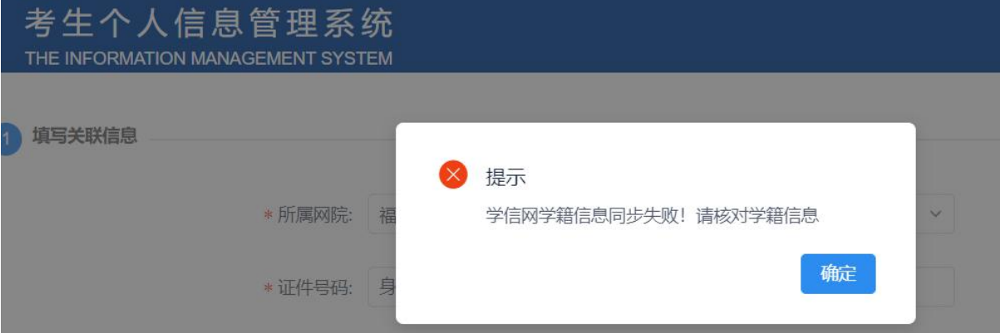 考生个人信息管理系统
THE INFORMATION MANAGEMENT SYSTEM
1 填写关联信息
提示
学信网学籍信息同步失败！请核对学籍信息
* 所属网院: 福
确定
* 证件号码: 身